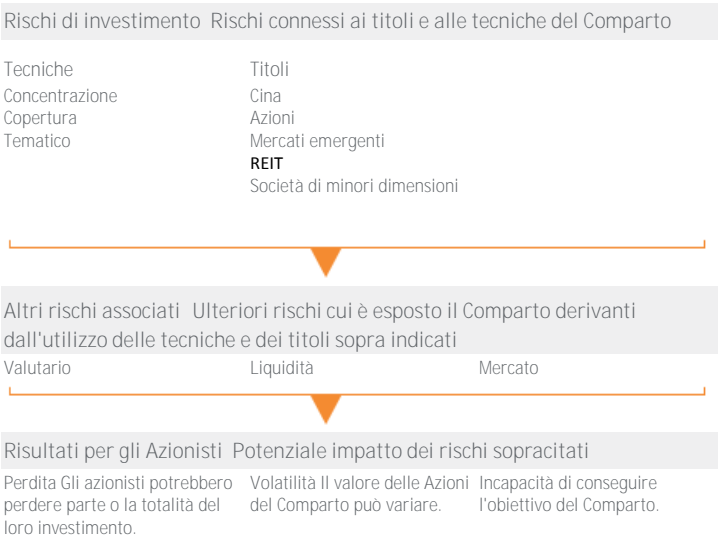 Rischi di investimento Rischi connessi ai titoli e alle tecniche del Comparto
Tecniche
Concentrazione
Copertura
Tematico
Titoli
Cina
Azioni
Mercati emergenti
REIT
Società di minori dimensioni
Altri rischi associati Ulteriori rischi cui è esposto il Comparto derivanti
dall'utilizzo delle tecniche e dei titoli sopra indicati
Valutario
Liquidità
Mercato
Risultati per gli Azionisti Potenziale impatto dei rischi sopracitati
Perdita Gli azionisti potrebbero
perdere parte o la totalità del
loro investimento.
Volatilità Il valore delle Azioni
del Comparto può variare.
Incapacità di conseguire
l'obiettivo del Comparto.